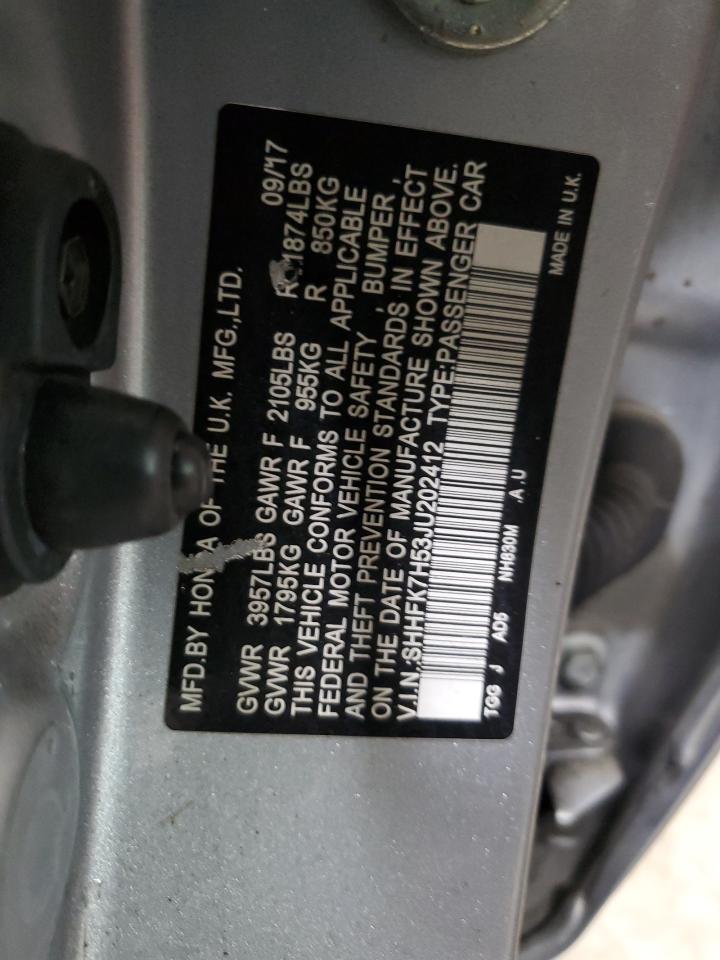 MFD.BY HONDA OF THE U.K. MFG.,LTD. 09/17
GVWR 3957LBS GAWR F 2105LBS R 1874LBS
GVWR 1795KG GAWR F 955KG R 850KG
THIS VEHICLE CONFORMS TO ALL APPLICABLE
FEDERAL MOTOR VEHICLE SAFETY , BUMPER ,
AND THEFT PREVENTION STANDARDS, IN EFFECT
ON THE DATE OF MANUFACTURE SHOWN ABOVE.
V.I.N :SHHFK7H53JU202412 TYPE:PASSENGER CAR
TGG J AD5 NH830M .A .U
MADE IN U.K.